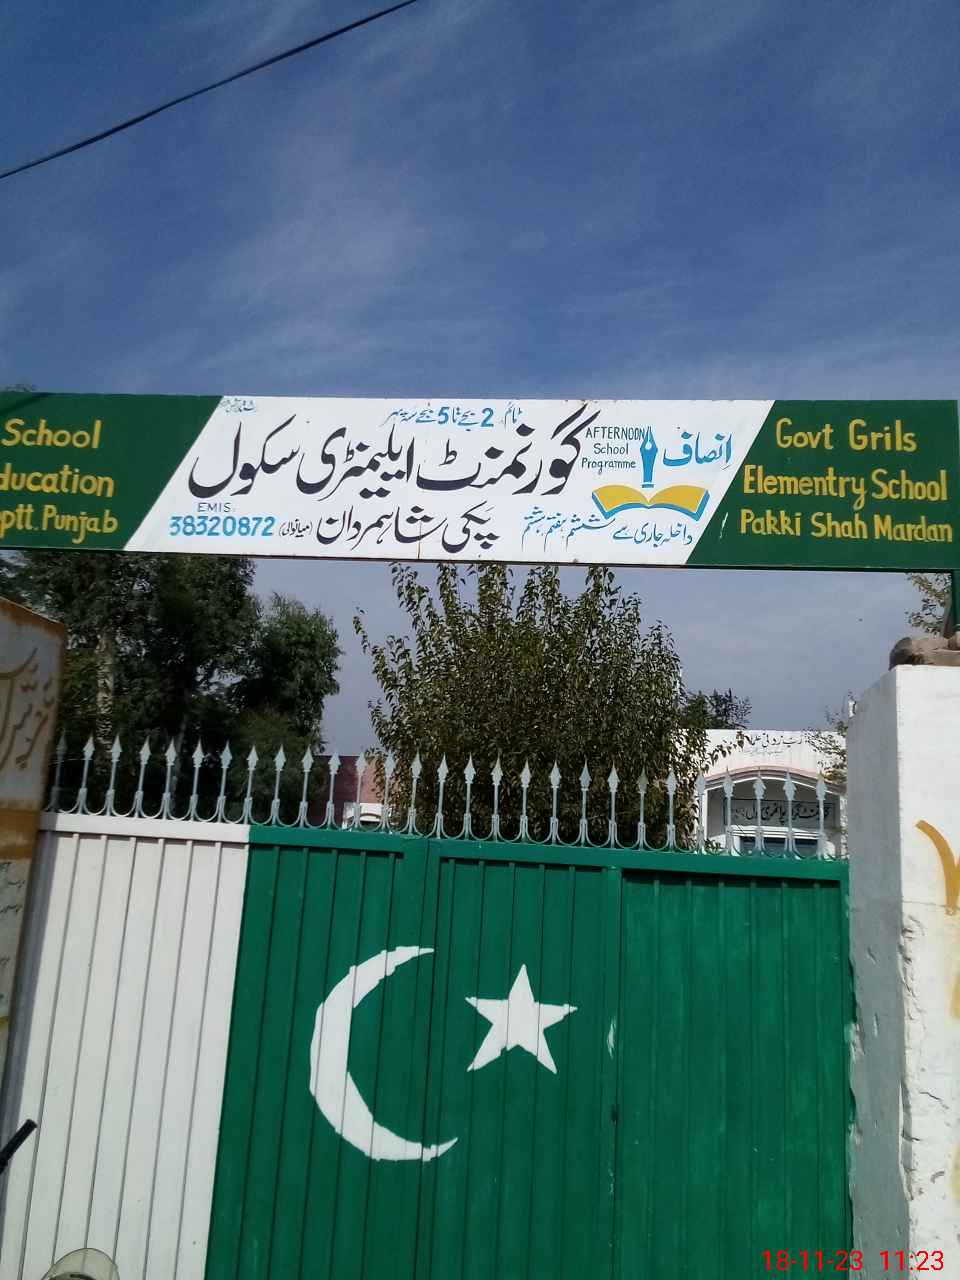 School
ducation
ptt. Punjab
ٹائم 2 بجے تا 5 بجے سہ پہر
گورنمنٹ ایلیمنٹری سکول
EMIS:
38320872
پکی شاہمردان (میانوالی)
AFTERNOON
School
Programme
انصاف
داخلہ جاری ہے ششم ہفتم ہشتم
Govt Grils
Elementry School
Pakki Shah Mardan
18-11-23 11:23